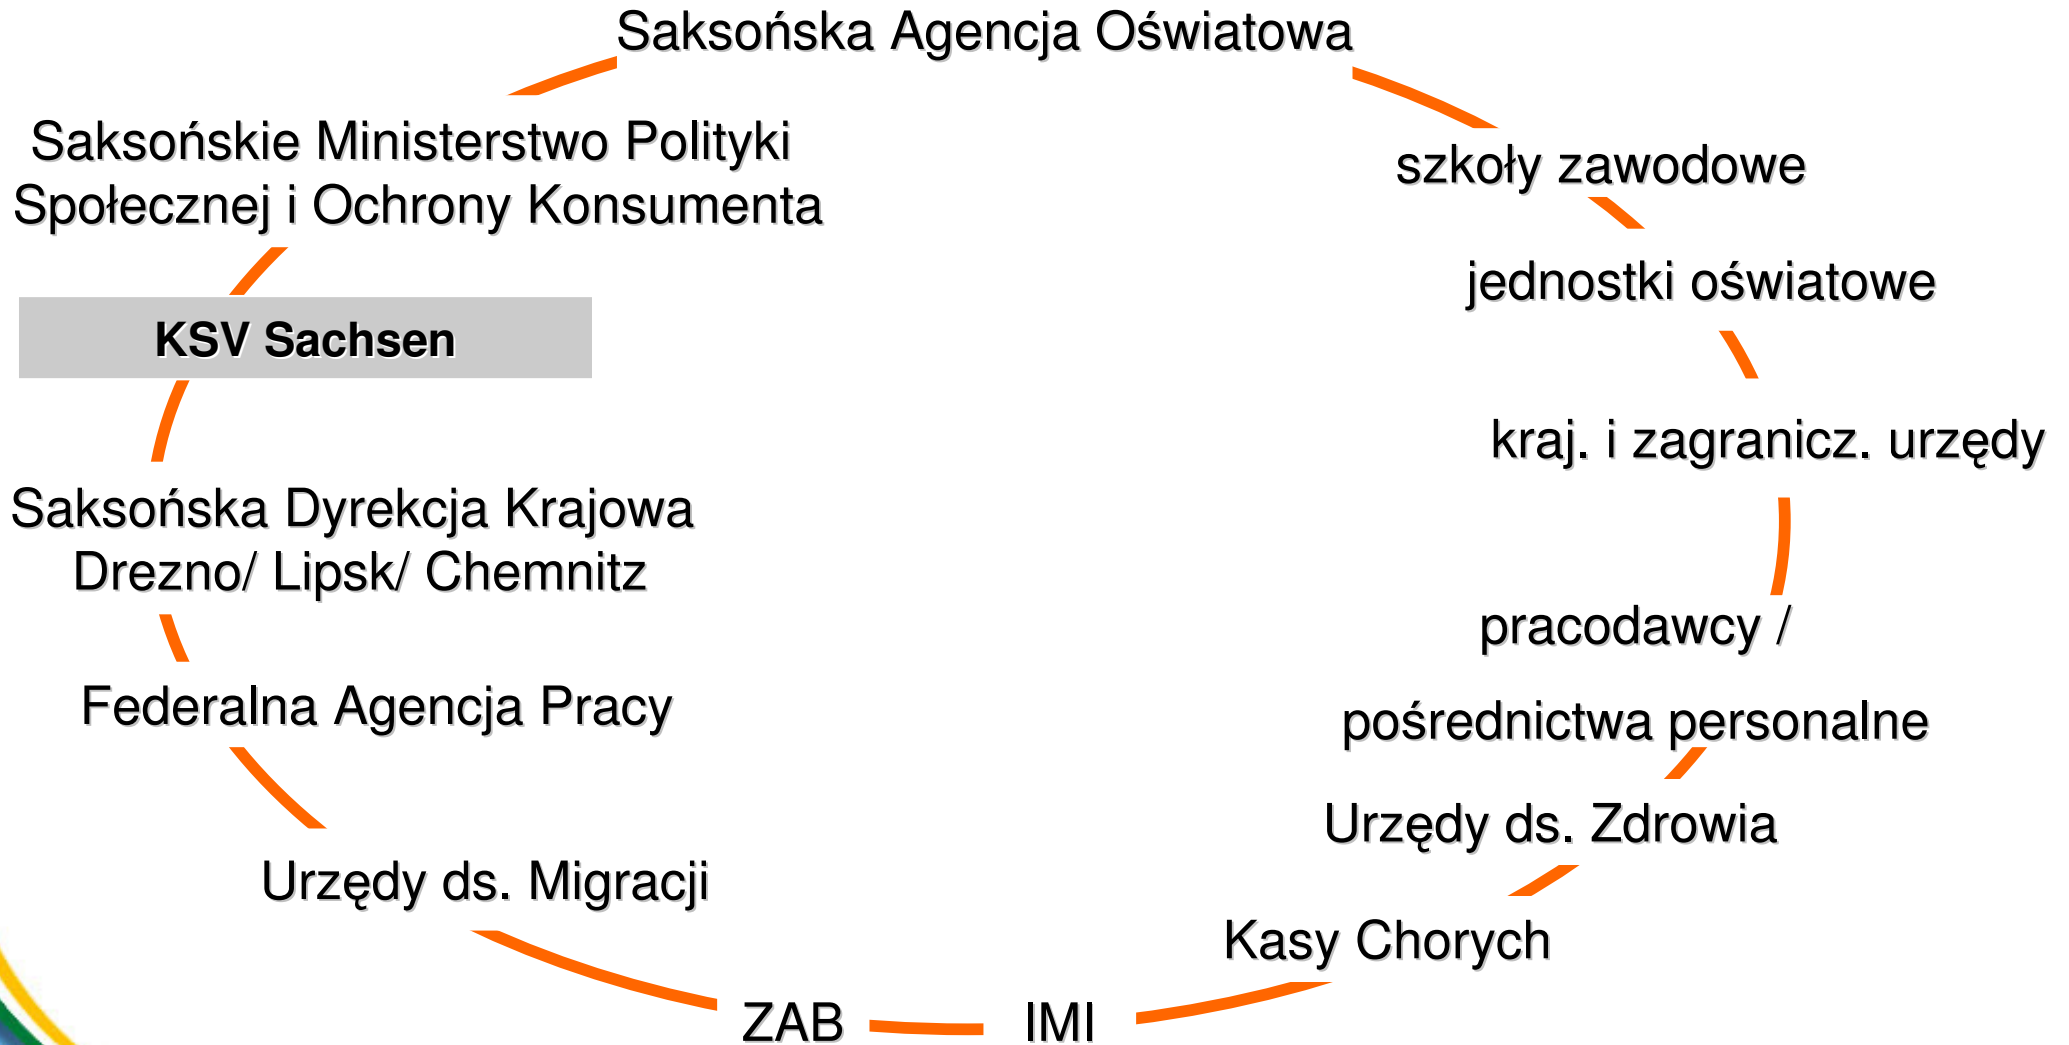 Saksońska Agencja Oświatowa
Saksońskie Ministerstwo Polityki
Społecznej i Ochrony Konsumenta
szkoły zawodowe
jednostki oświatowe
KSV Sachsen
kraj. i zagranicz. urzędy
Saksońska Dyrekcja Krajowa
Drezno/ Lipsk/ Chemnitz
pracodawcy /
pośrednictwa personalne
Federalna Agencja Pracy
Urzędy ds. Zdrowia
Urzędy ds. Migracji
Kasy Chorych
ZAB
IMI